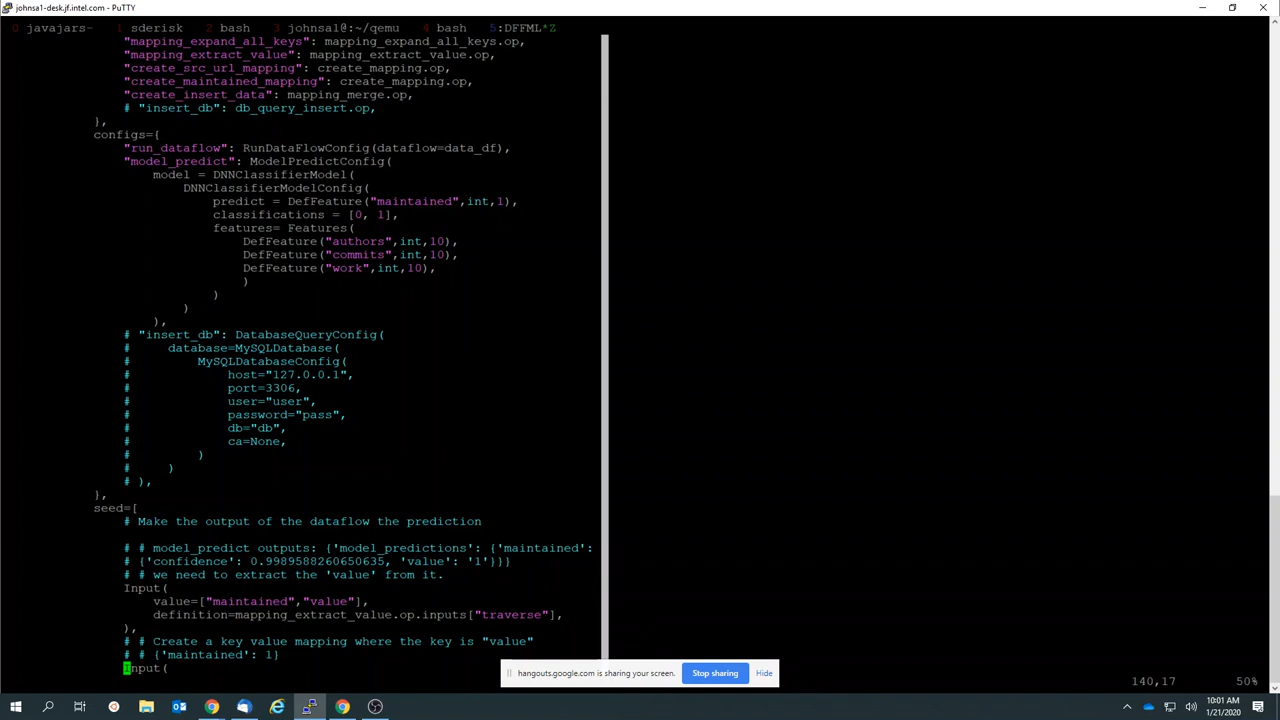 johnsa1-desk.jf.intel.com - PuTTY
0 javajars- 1 sderisk 2 bash 3 johnsa1@:~/qemu 4 bash 5:DFFML*Z
"mapping_expand_all_keys": mapping_expand_all_keys.op,
"mapping_extract_value": mapping_extract_value.op,
"create_src_url_mapping": create_mapping.op,
"create_maintained_mapping": create_mapping.op,
"create_insert_data": mapping_merge.op,
# "insert_db": db_query_insert.op,
},
configs={
"run_dataflow": RunDataFlowConfig(dataflow=data_df),
"model_predict": ModelPredictConfig(
model = DNNClassifierModel(
DNNClassifierModelConfig(
predict = DefFeature("maintained",int,1),
classifications = [0, 1],
features= Features(
DefFeature("authors",int,10),
DefFeature("commits",int,10),
DefFeature("work",int,10),
)
)
)
),
# "insert_db": DatabaseQueryConfig(
# database=MySQLDatabase(
# MySQLDatabaseConfig(
# host="127.0.0.1",
# port=3306,
# user="user",
# password="pass",
# db="db",
# ca=None,
# )
# )
# ),
},
seed=[
# Make the output of the dataflow the prediction
# # model_predict outputs: {'model_predictions': {'maintained':
# {'confidence': 0.9989588260650635, 'value': '1'}}}
# # we need to extract the 'value' from it.
Input(
value=["maintained","value"],
definition=mapping_extract_value.op.inputs["traverse"],
),
# # Create a key value mapping where the key is "value"
# # {'maintained': 1}
Input(
hangouts.google.com is sharing your screen. Stop sharing Hide
140,17 50%
10:01 AM
1/21/2020